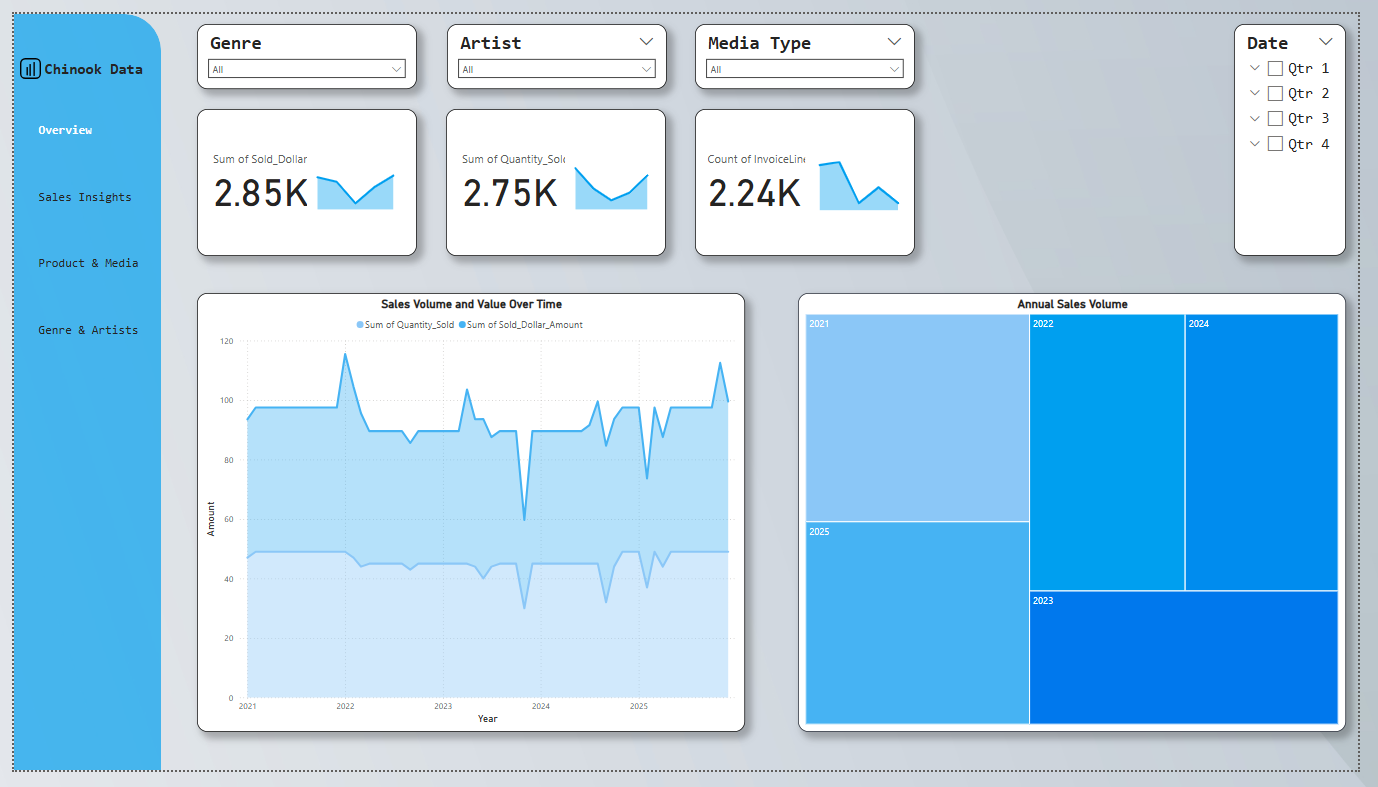 Chinook Data
Overview
Sales Insights
Product & Media
Genre & Artists
Genre
All
Artist
All
Media Type
All
Date
Qtr 1
Qtr 2
Qtr 3
Qtr 4
Sum of Sold_Dollar
2.85K
Sum of Quantity_Sold
2.75K
Count of InvoiceLine
2.24K
Sales Volume and Value Over Time
Sum of Quantity_Sold Sum of Sold_Dollar_Amount
120
100
80
60
40
20
0
Amount
2021 2022 2023 2024 2025
Year
Annual Sales Volume
2021
2022
2024
2025
2023